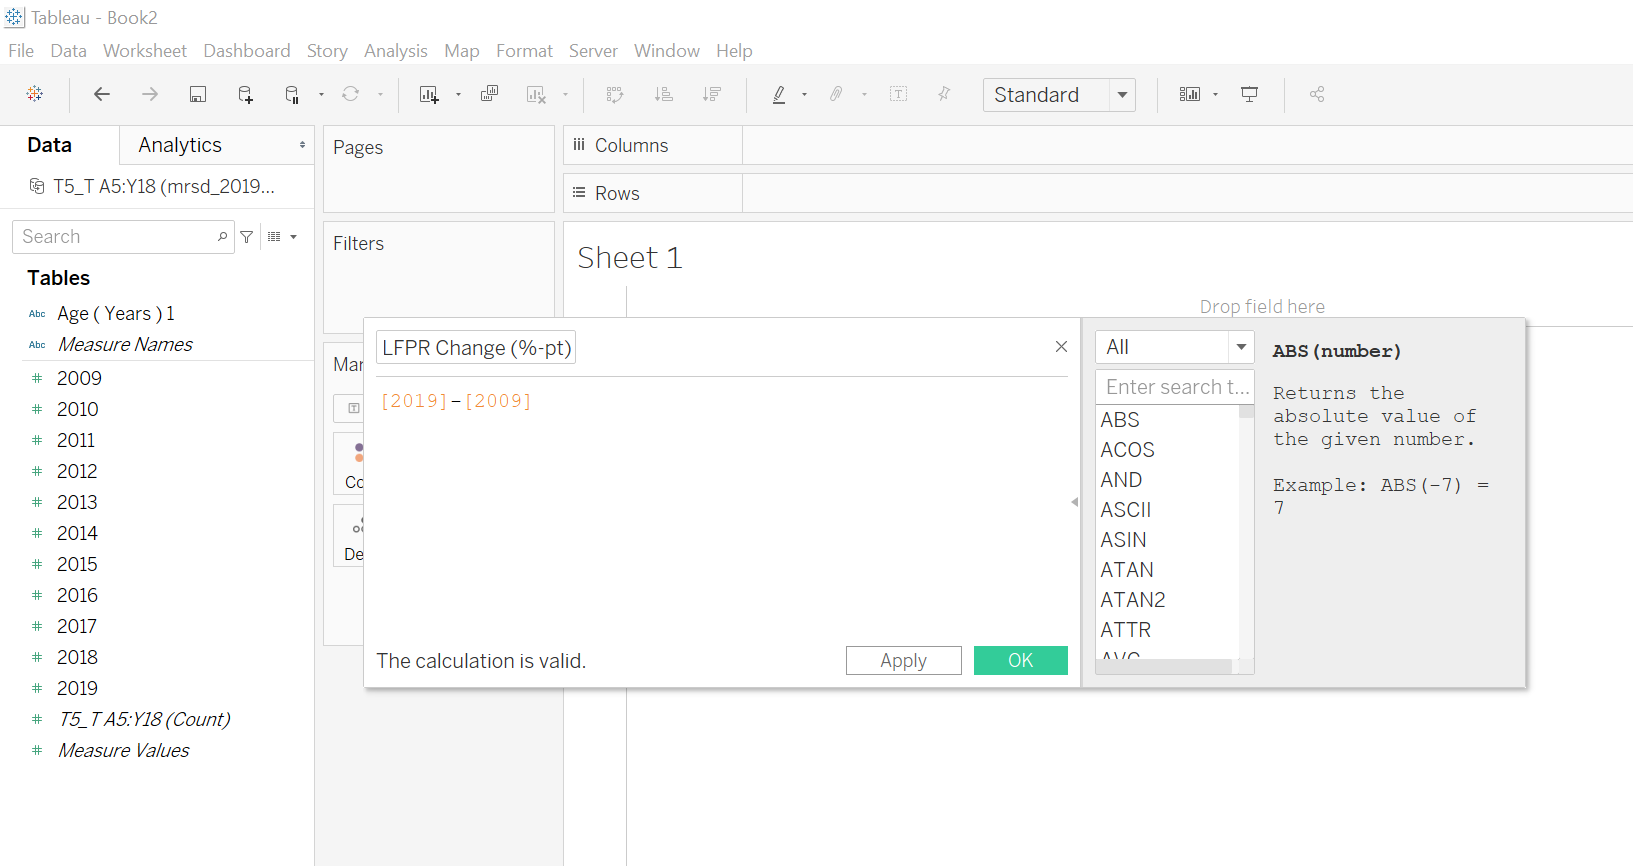 Tableau - Book2
File Data Worksheet Dashboard Story Analysis Map Format Server Window Help
Standard
Data Analytics
T5_T A5:Y18 (mrsd_2019...
Search
Tables
Abc Age ( Years ) 1
Abc Measure Names
# 2009
# 2010
# 2011
# 2012
# 2013
# 2014
# 2015
# 2016
# 2017
# 2018
# 2019
# T5_T A5:Y18 (Count)
# Measure Values
Pages
Filters
Mar
Co
De
Columns
Rows
Sheet 1
Drop field here
LFPR Change (%-pt)
[2019]-[2009]
The calculation is valid.
Apply OK
All
Enter search t...
ABS
ACOS
AND
ASCII
ASIN
ATAN
ATAN2
ATTR
AVG
ABS(number)
Returns the
absolute value of
the given number.
Example: ABS(-7) =
7